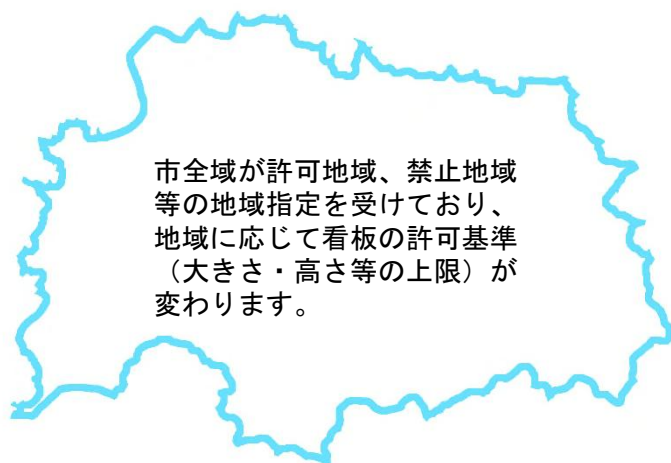 市全域が許可地域、禁止地域
等の地域指定を受けており、
地域に応じて看板の許可基準
（大きさ・高さ等の上限）が
変わります。